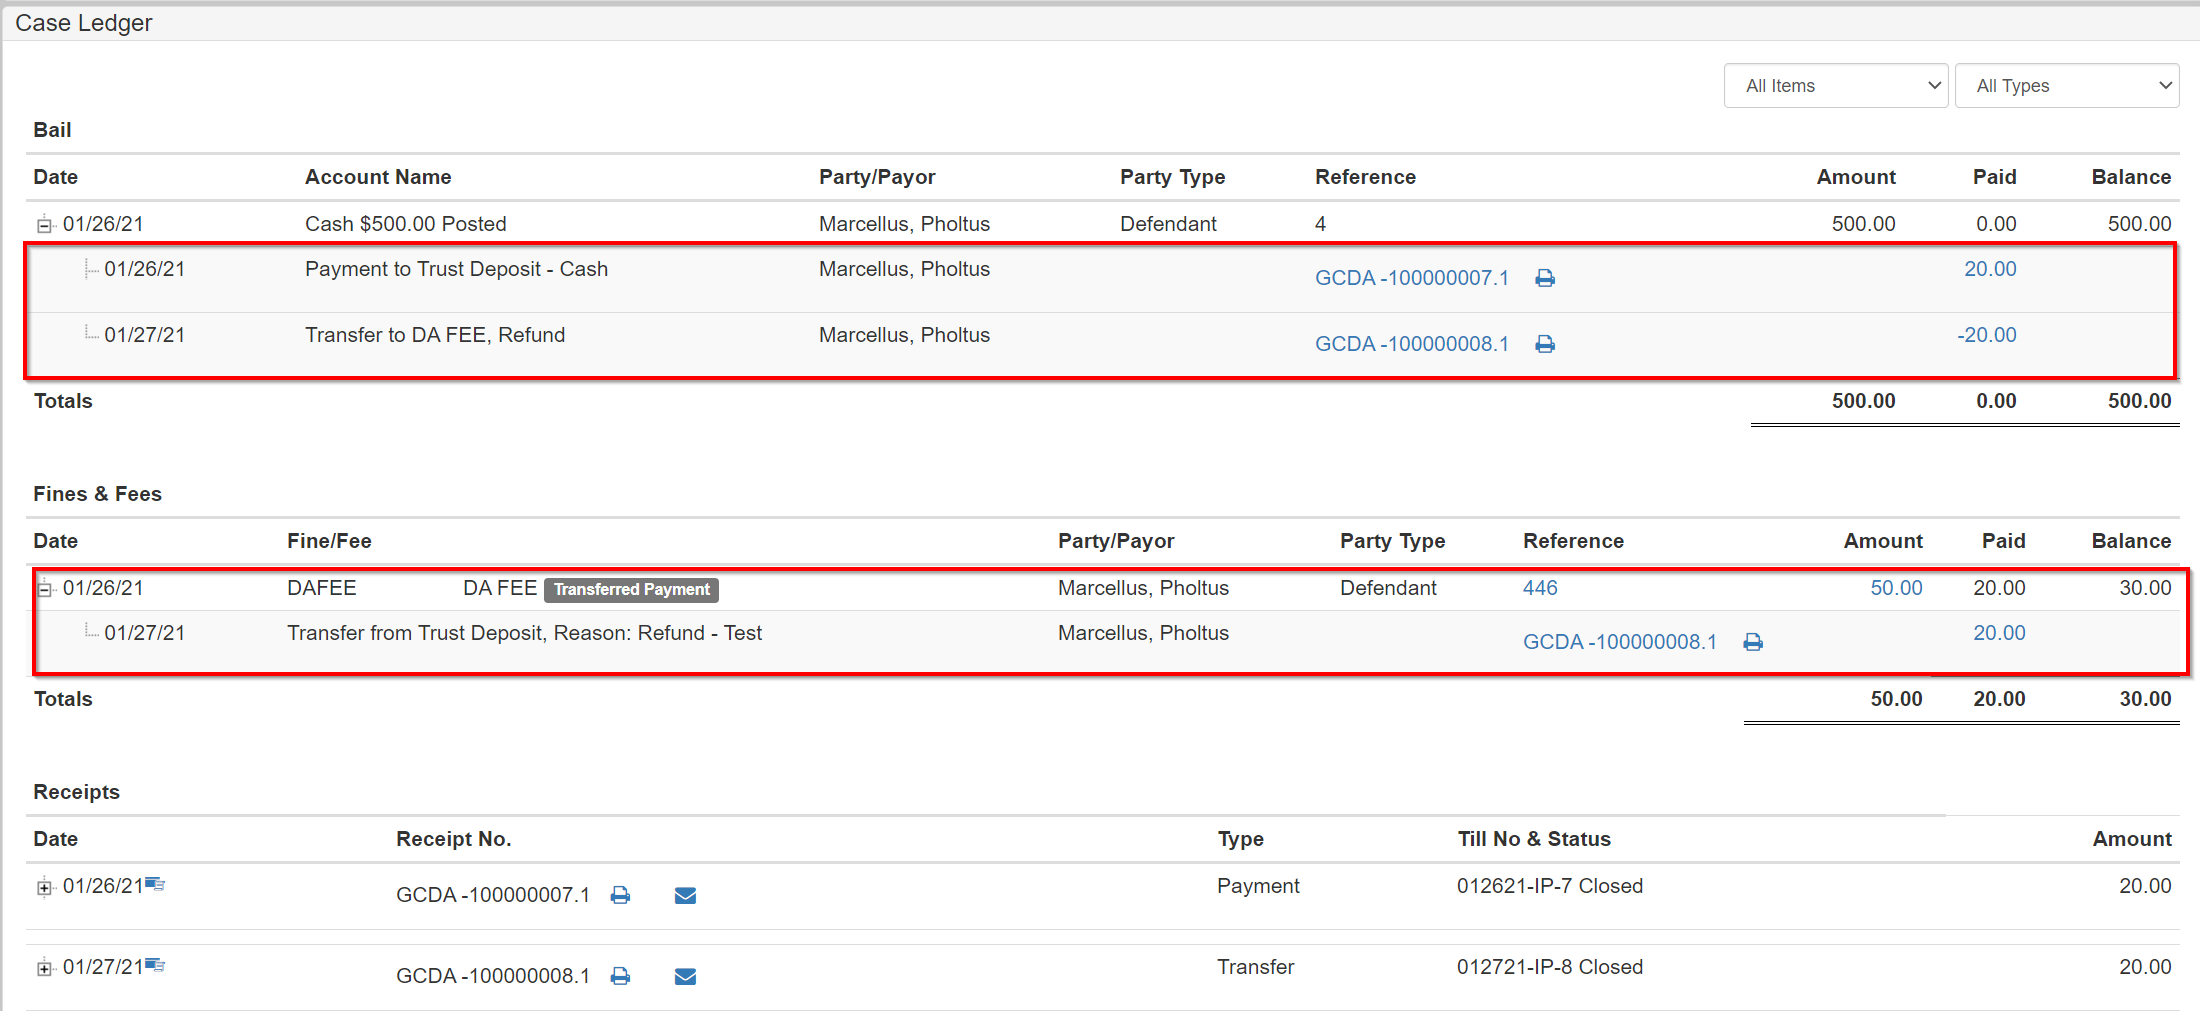 Case Ledger
All Items All Types
Bail
Date Account Name Party/Payor Party Type Reference Amount Paid Balance
01/26/21 Cash $500.00 Posted Marcellus, Pholtus Defendant 4 500.00 0.00 500.00
01/26/21 Payment to Trust Deposit - Cash Marcellus, Pholtus GCDA -100000007.1 20.00
01/27/21 Transfer to DA FEE, Refund Marcellus, Pholtus GCDA -100000008.1 -20.00
Totals 500.00 0.00 500.00
Fines & Fees
Date Fine/Fee Party/Payor Party Type Reference Amount Paid Balance
01/26/21 DAFEE DA FEE Transferred Payment Marcellus, Pholtus Defendant 446 50.00 20.00 30.00
01/27/21 Transfer from Trust Deposit, Reason: Refund - Test Marcellus, Pholtus GCDA -100000008.1 20.00
Totals 50.00 20.00 30.00
Receipts
Date Receipt No. Type Till No & Status Amount
01/26/21 GCDA -100000007.1 Payment 012621-IP-7 Closed 20.00
01/27/21 GCDA -100000008.1 Transfer 012721-IP-8 Closed 20.00